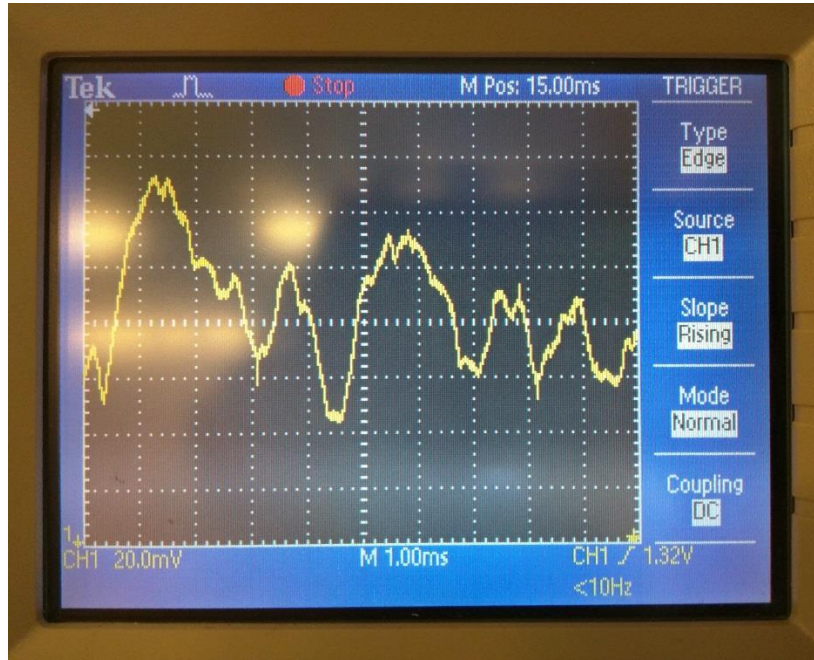 Tek Stop M Pos: 15.00ms TRIGGER
Type
Edge
Source
CH1
Slope
Rising
Mode
Normal
Coupling
DC
1
CH1 20.0mV M 1.00ms CH1 1.32V
<10Hz